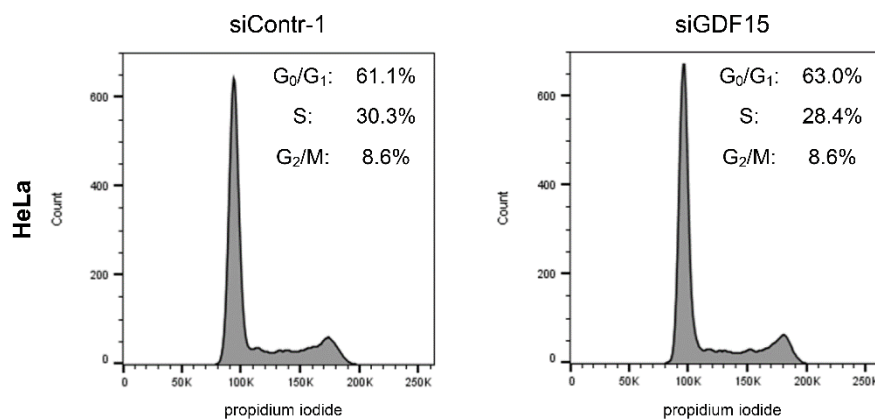 siContr-1
siGDF15
HeLa
Count
600
400
200
0
G₀/G₁: 61.1%
S: 30.3%
G₂/M: 8.6%
0 50K 100K 150K 200K 250K
propidium iodide
Count
600
400
200
0
G₀/G₁: 63.0%
S: 28.4%
G₂/M: 8.6%
0 50K 100K 150K 200K 250K
propidium iodide